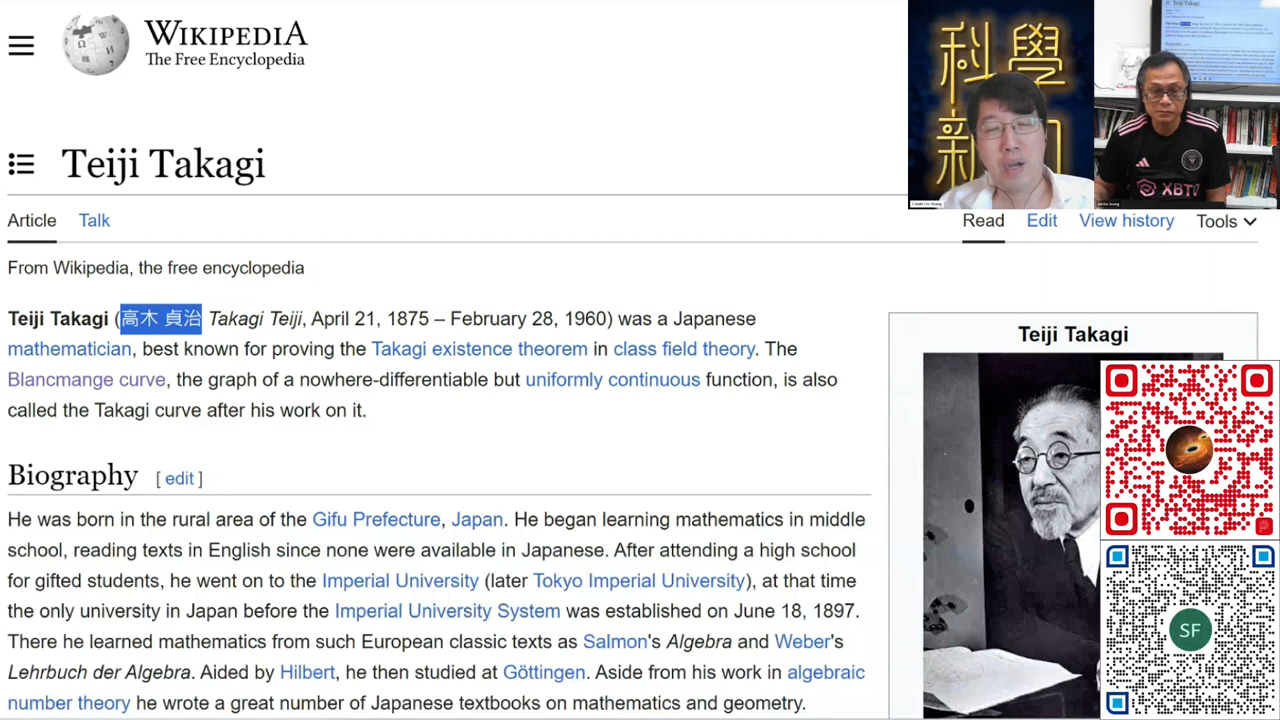 WIKIPEDIA
The Free Encyclopedia
科學
新知
Teiji Takagi
Article Talk
Read Edit View history Tools
From Wikipedia, the free encyclopedia
Teiji Takagi (高木 貞治 Takagi Teiji, April 21, 1875 – February 28, 1960) was a Japanese
mathematician, best known for proving the Takagi existence theorem in class field theory. The
Blancmange curve, the graph of a nowhere-differentiable but uniformly continuous function, is also
called the Takagi curve after his work on it.
Teiji Takagi
Biography [ edit ]
He was born in the rural area of the Gifu Prefecture, Japan. He began learning mathematics in middle
school, reading texts in English since none were available in Japanese. After attending a high school
for gifted students, he went on to the Imperial University (later Tokyo Imperial University), at that time
the only university in Japan before the Imperial University System was established on June 18, 1897.
There he learned mathematics from such European classic texts as Salmon's Algebra and Weber's
Lehrbuch der Algebra. Aided by Hilbert, he then studied at Göttingen. Aside from his work in algebraic
number theory he wrote a great number of Japanese textbooks on mathematics and geometry.
XBTO
SF